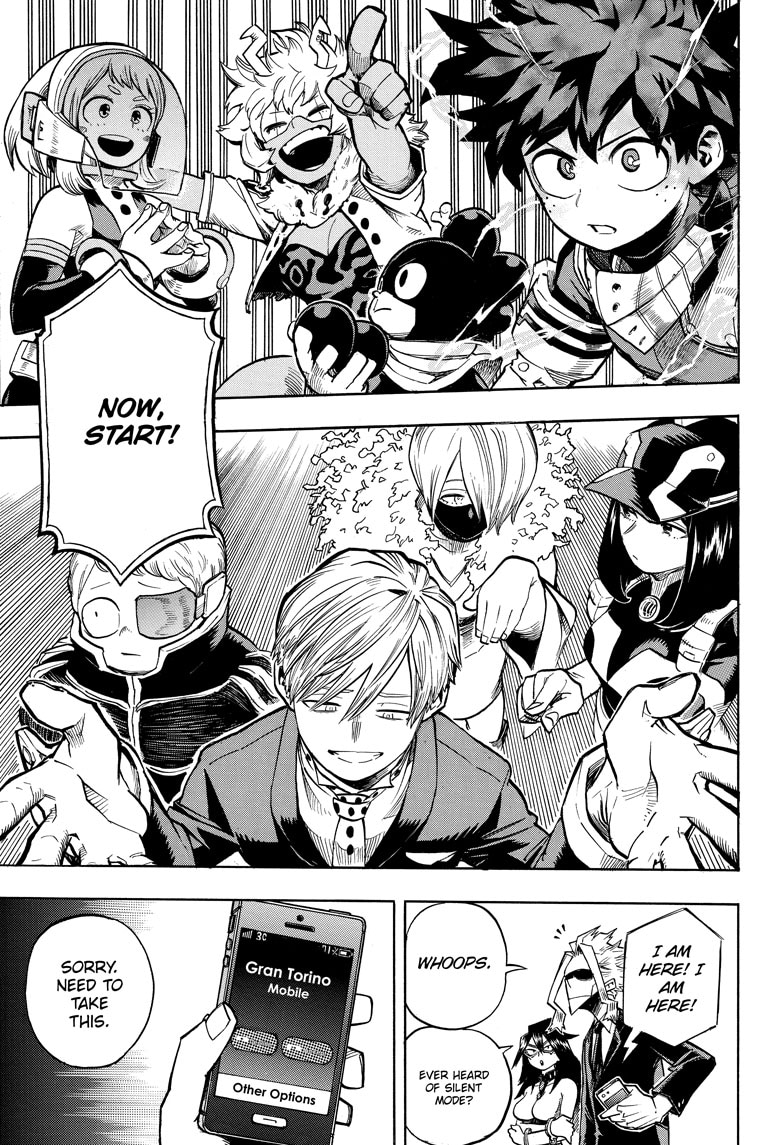 NOW,
START!
I AM
HERE! I
AM
HERE!
WHOOPS.
EVER HEARD
OF SILENT
MODE?
3G
71%
Gran Torino
Mobile
Other Options
SORRY.
NEED TO
TAKE
THIS.